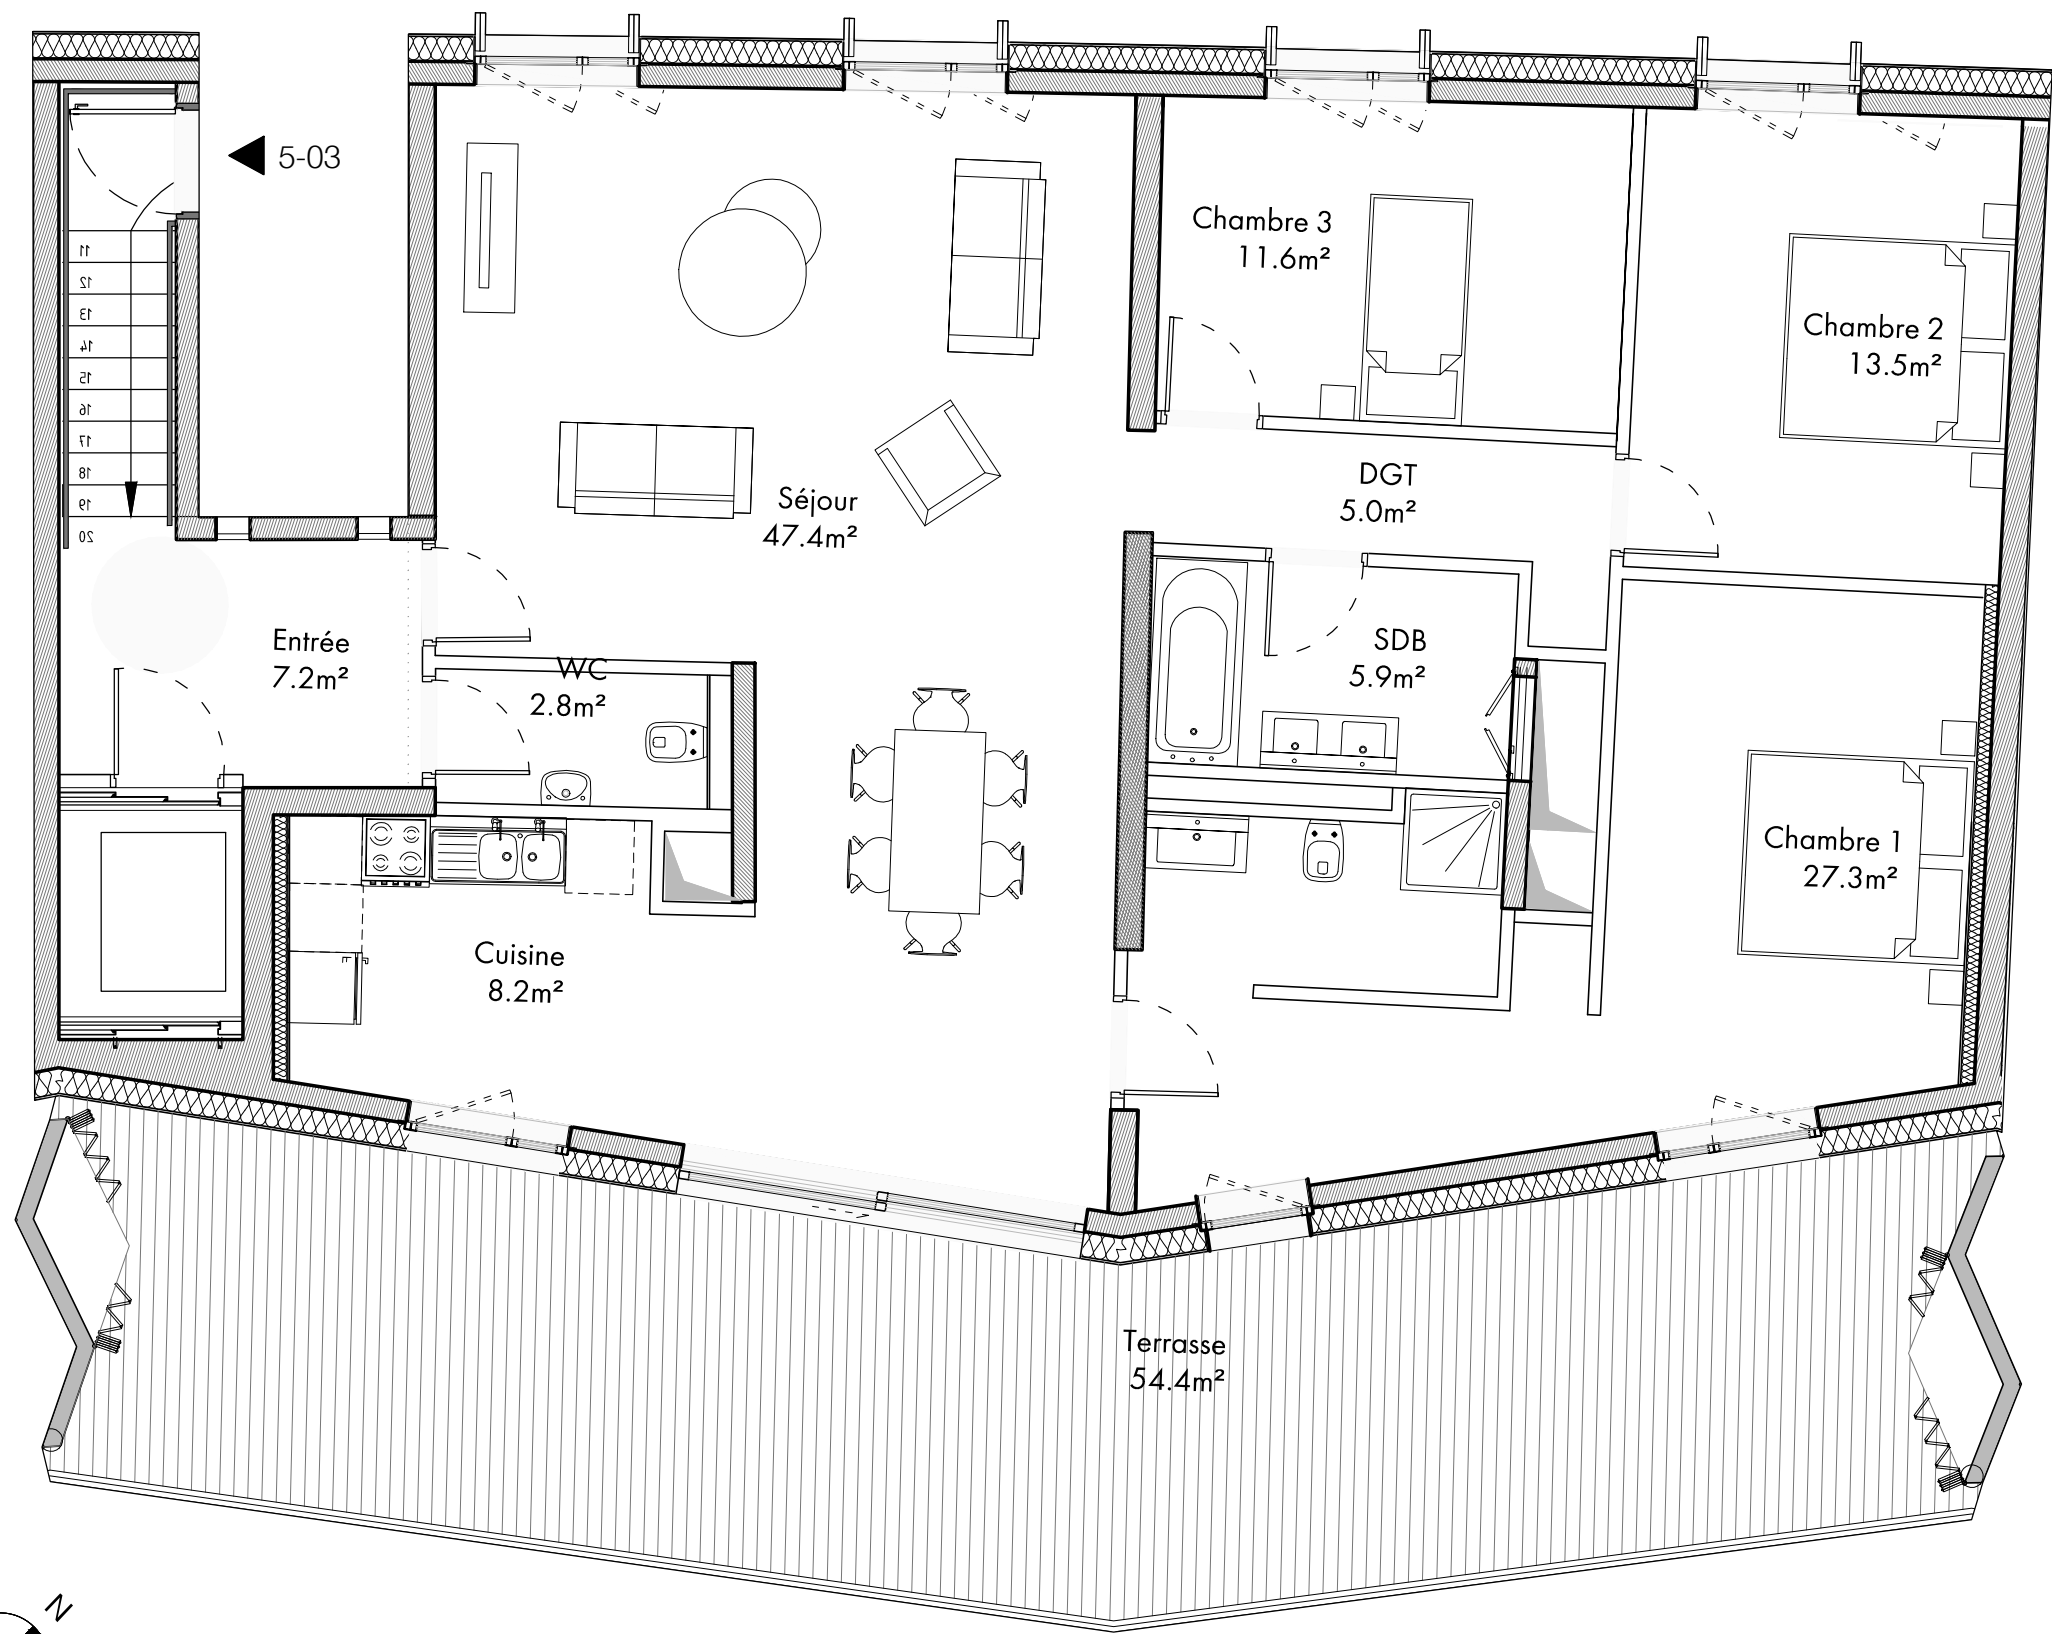 5-03
11
12
13
14
15
16
17
18
19
20
Chambre 3
11.6m²
Chambre 2
13.5m²
Séjour
47.4m²
DGT
5.0m²
Entrée
7.2m²
WC
2.8m²
SDB
5.9m²
Chambre 1
27.3m²
Cuisine
8.2m²
Terrasse
54.4m²
N